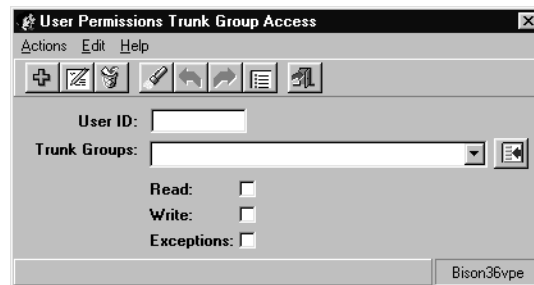 User Permissions Trunk Group Access
Actions Edit Help
User ID:
Trunk Groups:
Read:
Write:
Exceptions:
Bison36vpe